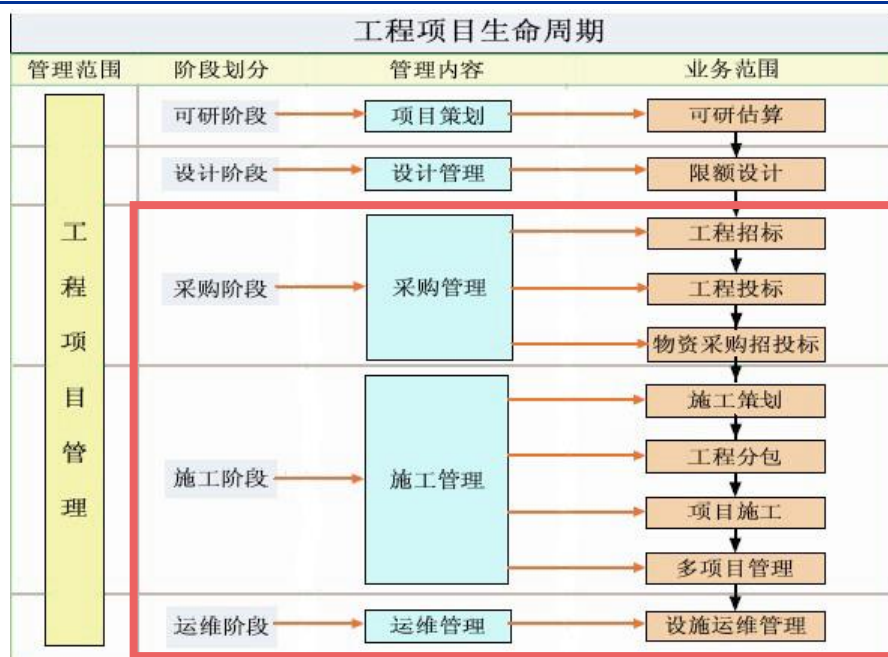 工程项目生命周期
管理范围 阶段划分 管理内容 业务范围
工程项目管理
可研阶段 项目策划 可研估算
设计阶段 设计管理 限额设计
采购阶段 采购管理 工程招标
工程投标
物资采购招投标
施工阶段 施工管理 施工策划
工程分包
项目施工
多项目管理
运维阶段 运维管理 设施运维管理